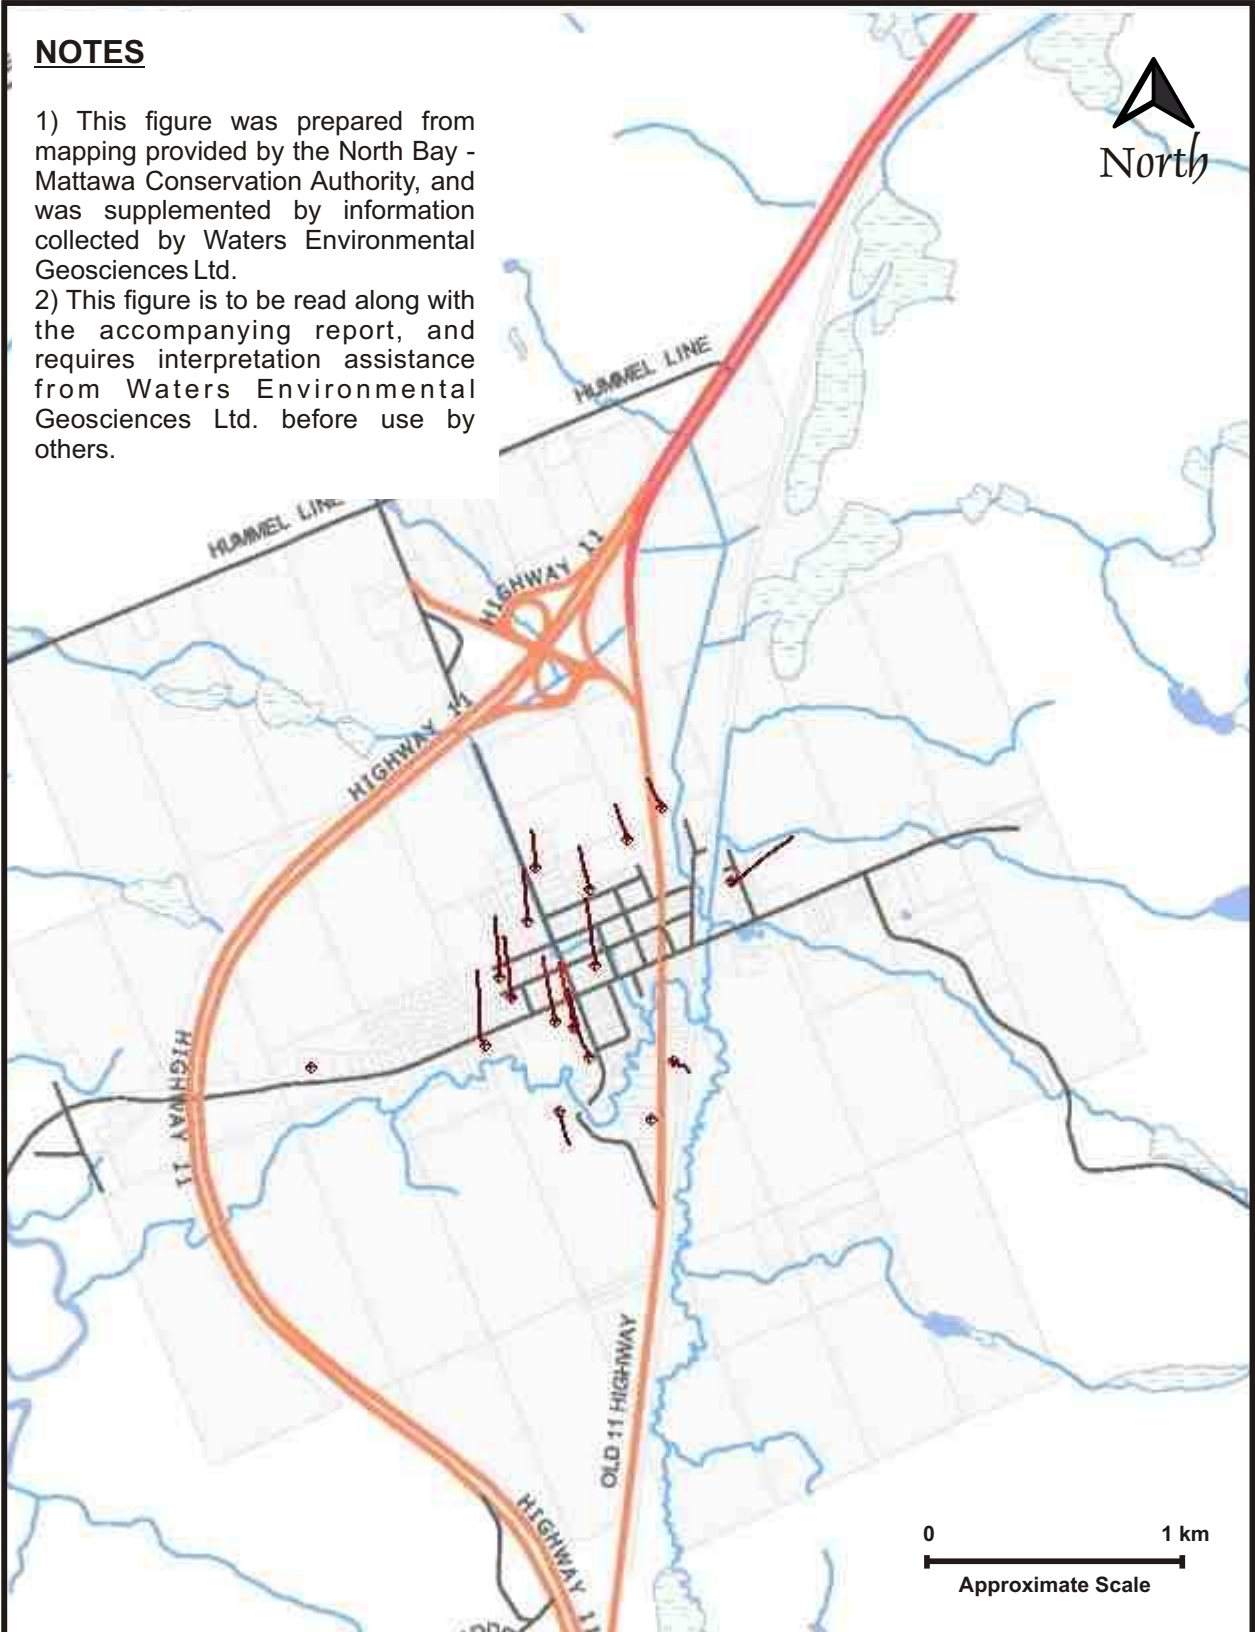 NOTES
1) This figure was prepared from
mapping provided by the North Bay -
Mattawa Conservation Authority, and
was supplemented by information
collected by Waters Environmental
Geosciences Ltd.
2) This figure is to be read along with
the accompanying report, and
requires interpretation assistance
from Waters Environmental
Geosciences Ltd. before use by
others.
North
HUMMEL LINE
HUMMEL LINE
HIGHWAY 11
HIGHWAY 11
HIGHWAY 11
OLD 11 HIGHWAY
HIGHWAY 11
0 1 km
Approximate Scale